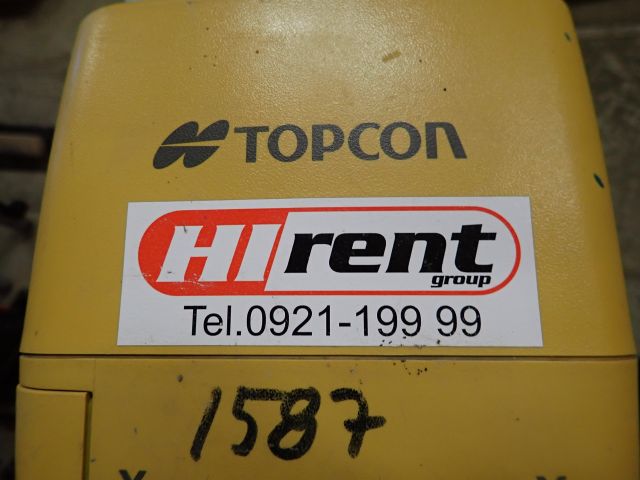 TOPCON
HIrent
group
Tel.0921-199 99
1587
X X